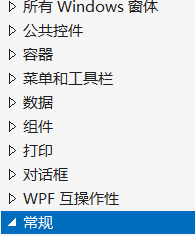 所有 Windows 窗体
公共控件
容器
菜单和工具栏
数据
组件
打印
对话框
WPF 互操作性
常规